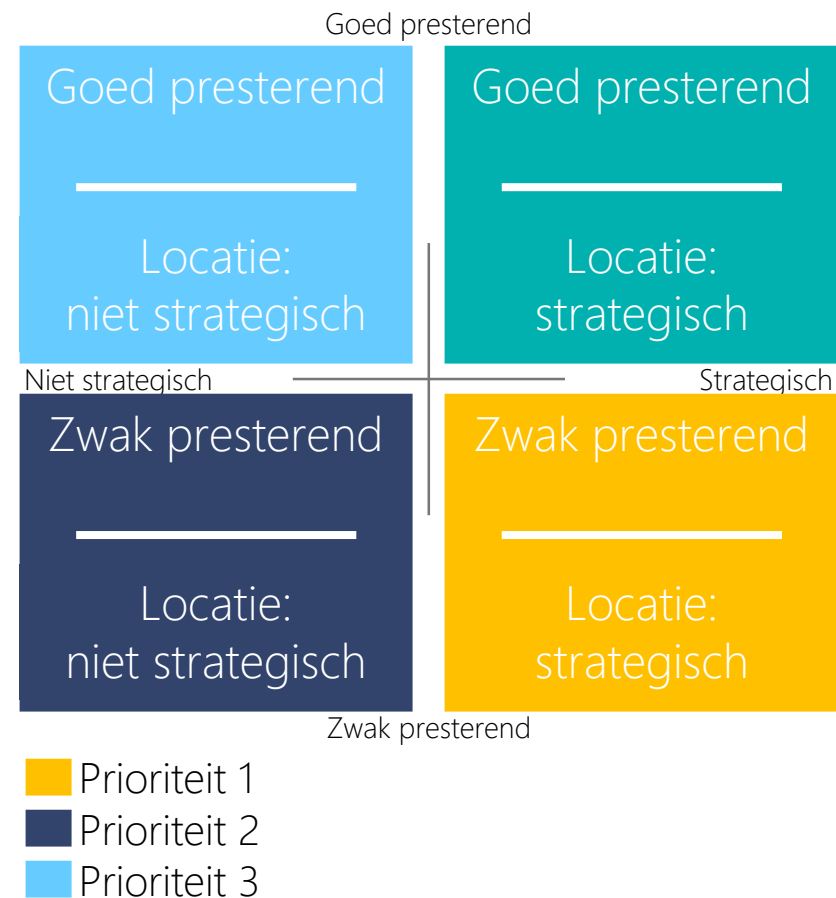 Goed presterend
Goed presterend
Locatie:
niet strategisch
Goed presterend
Locatie:
strategisch
Niet strategisch
Strategisch
Zwak presterend
Locatie:
niet strategisch
Zwak presterend
Locatie:
strategisch
Zwak presterend
Prioriteit 1
Prioriteit 2
Prioriteit 3